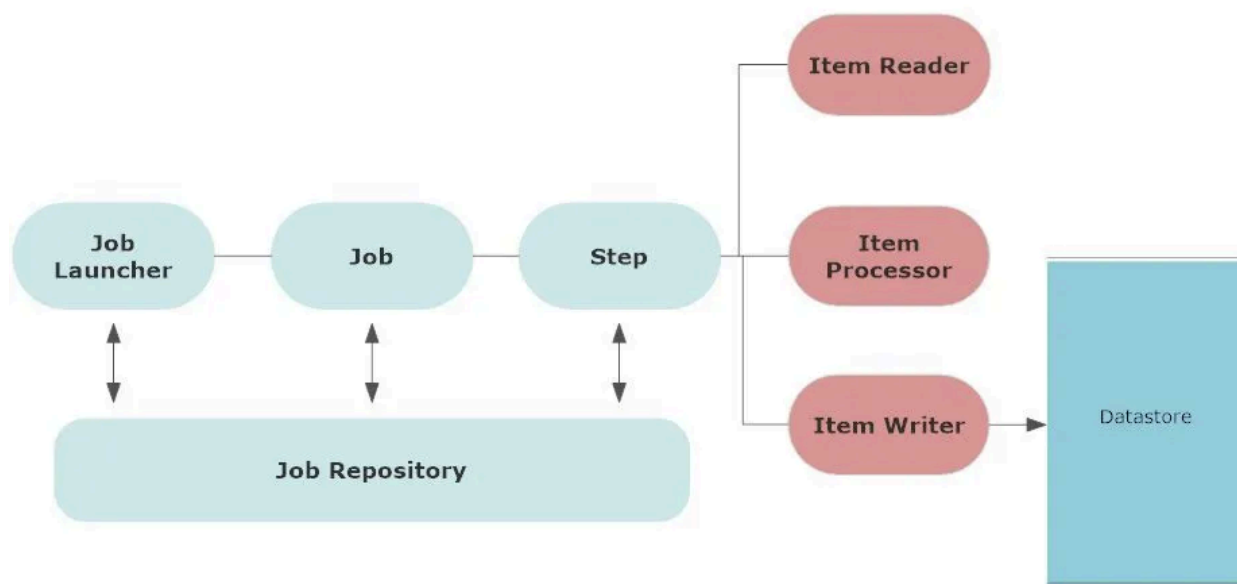 Item Reader
Job
Launcher
Job
Step
Item
Processor
Item Writer
Datastore
Job Repository